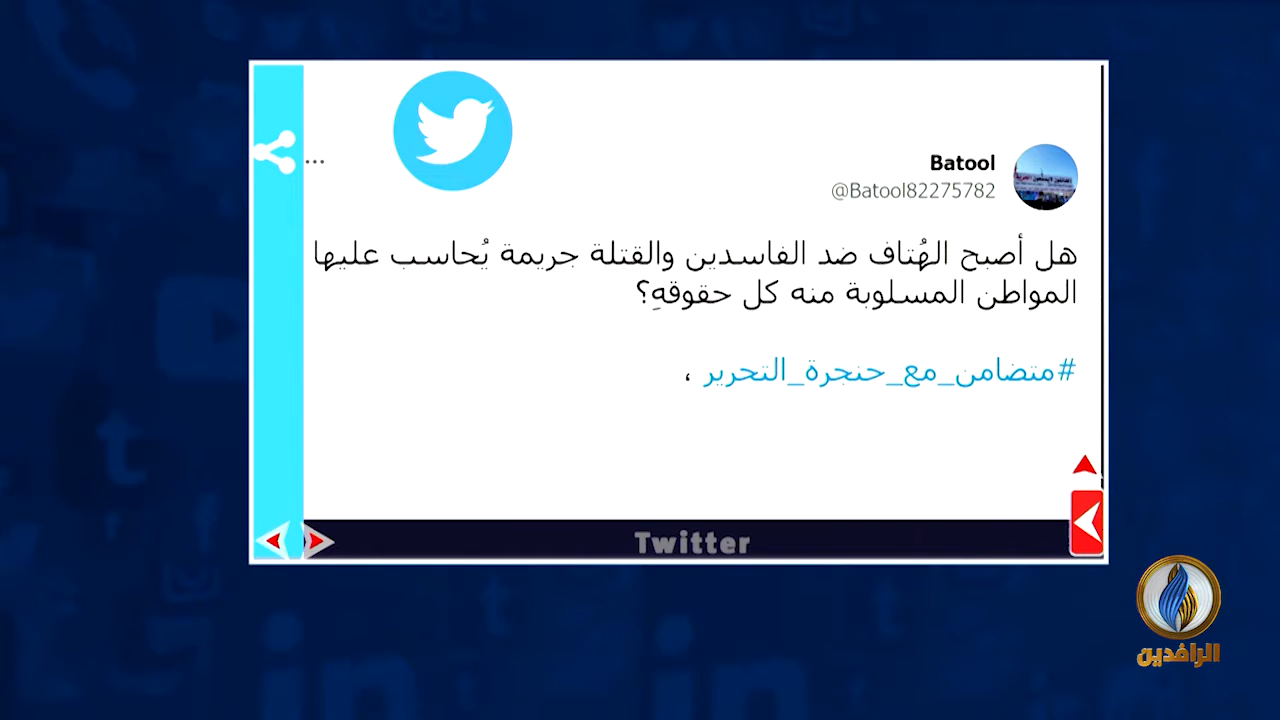 Batool
@Batool82275782
...
هل أصبح الهُتاف ضد الفاسدين والقتلة جريمة يُحاسب عليها
المواطن المسلوبة منه كل حقوقهِ؟
#متضامن_مع_حنجرة_التحرير ،
Twitter
الرافدين